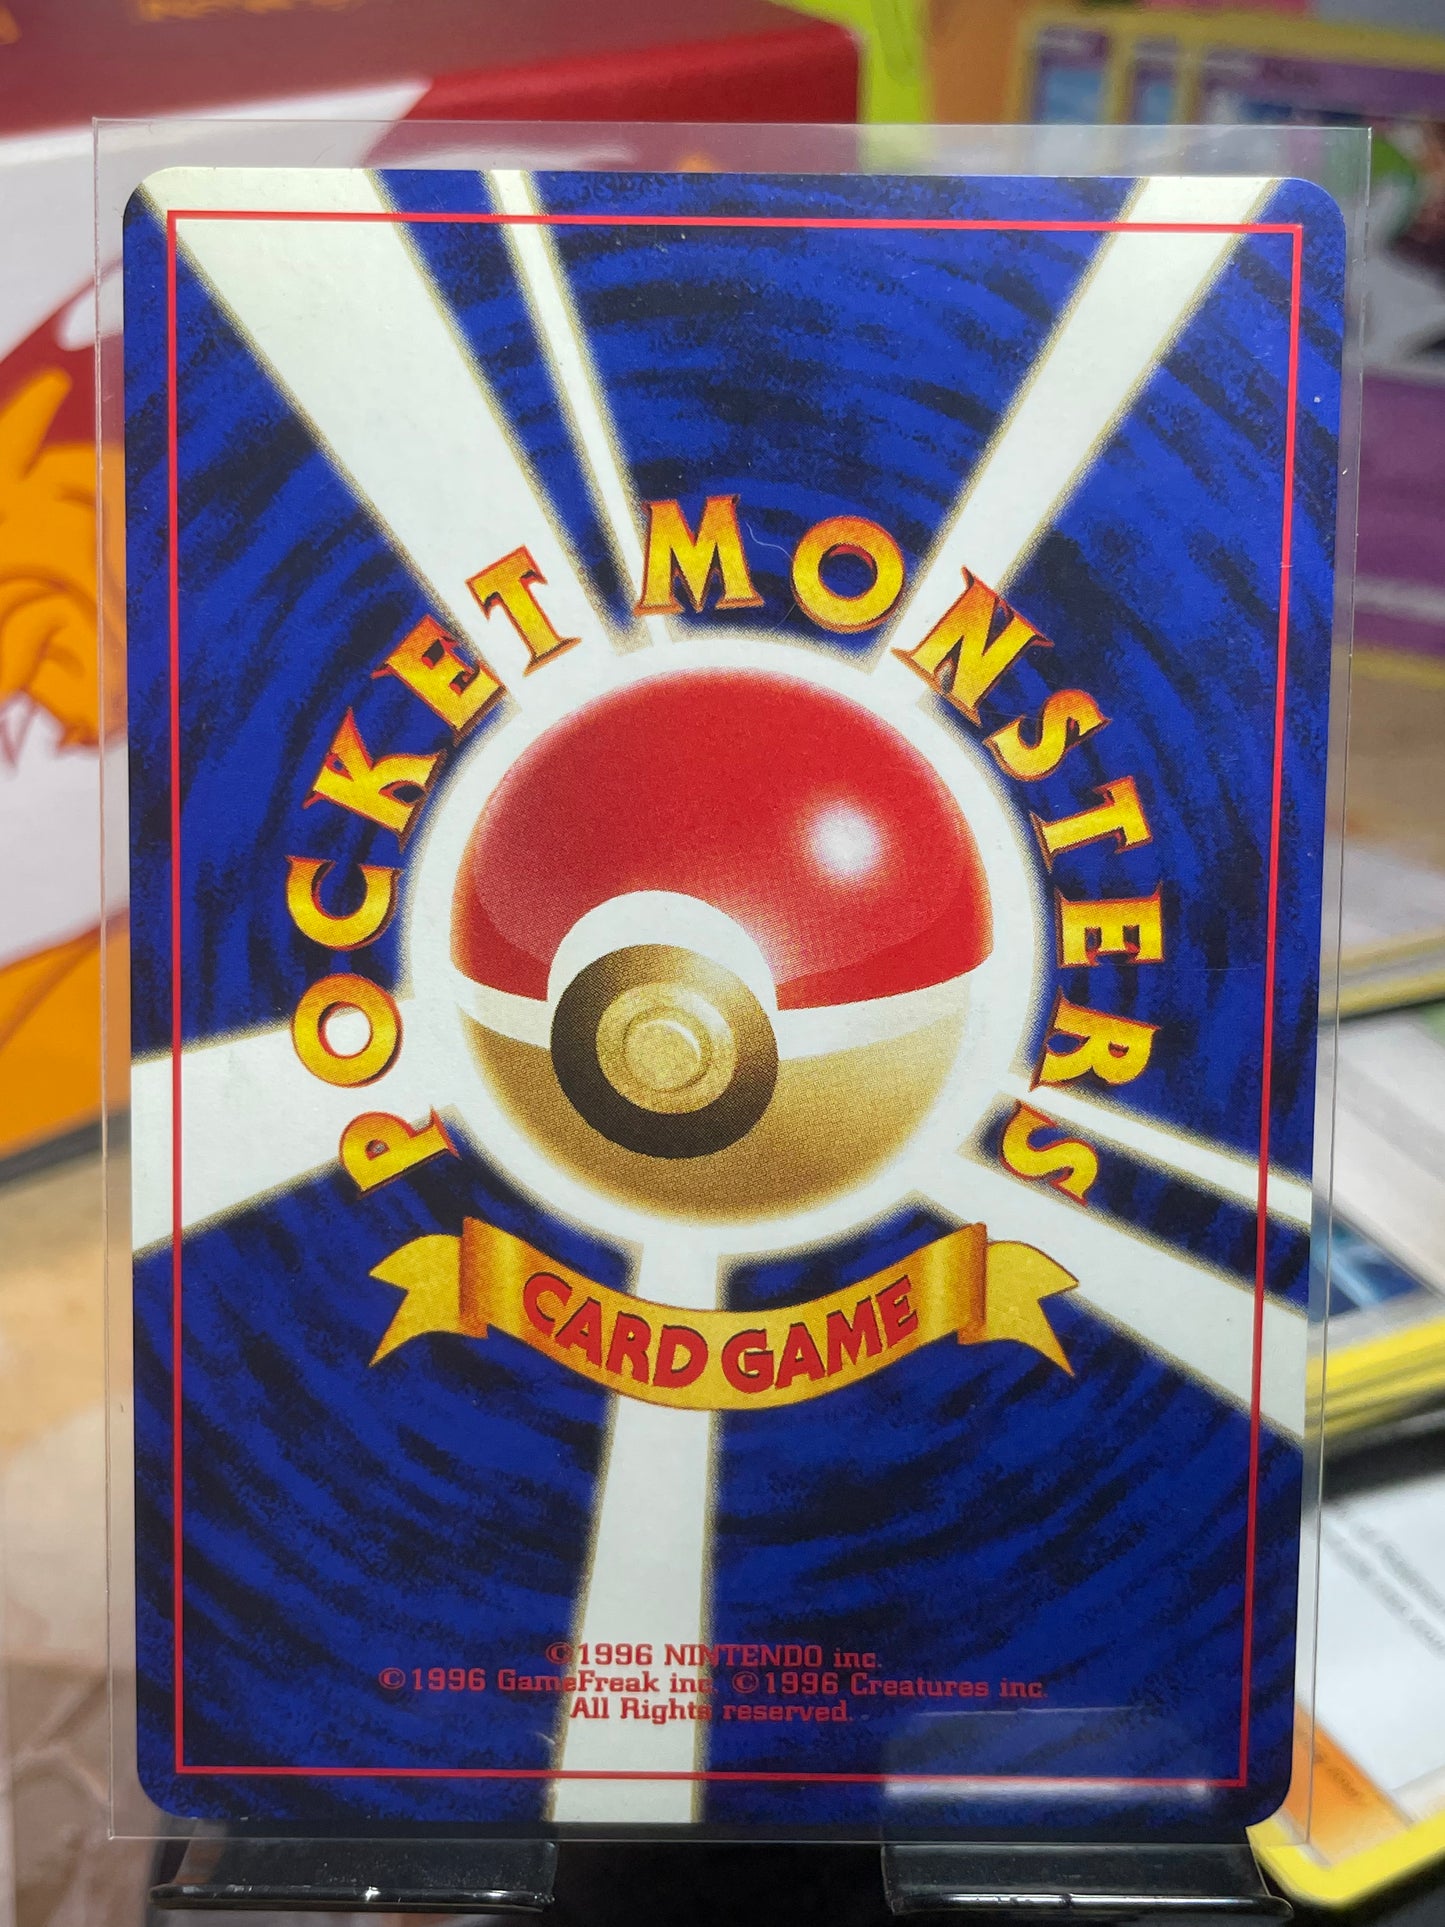 POCKET MONSTERS
CARD GAME
©1996 NINTENDO inc.
©1996 GameFreak inc. ©1996 Creatures inc.
All Rights reserved.